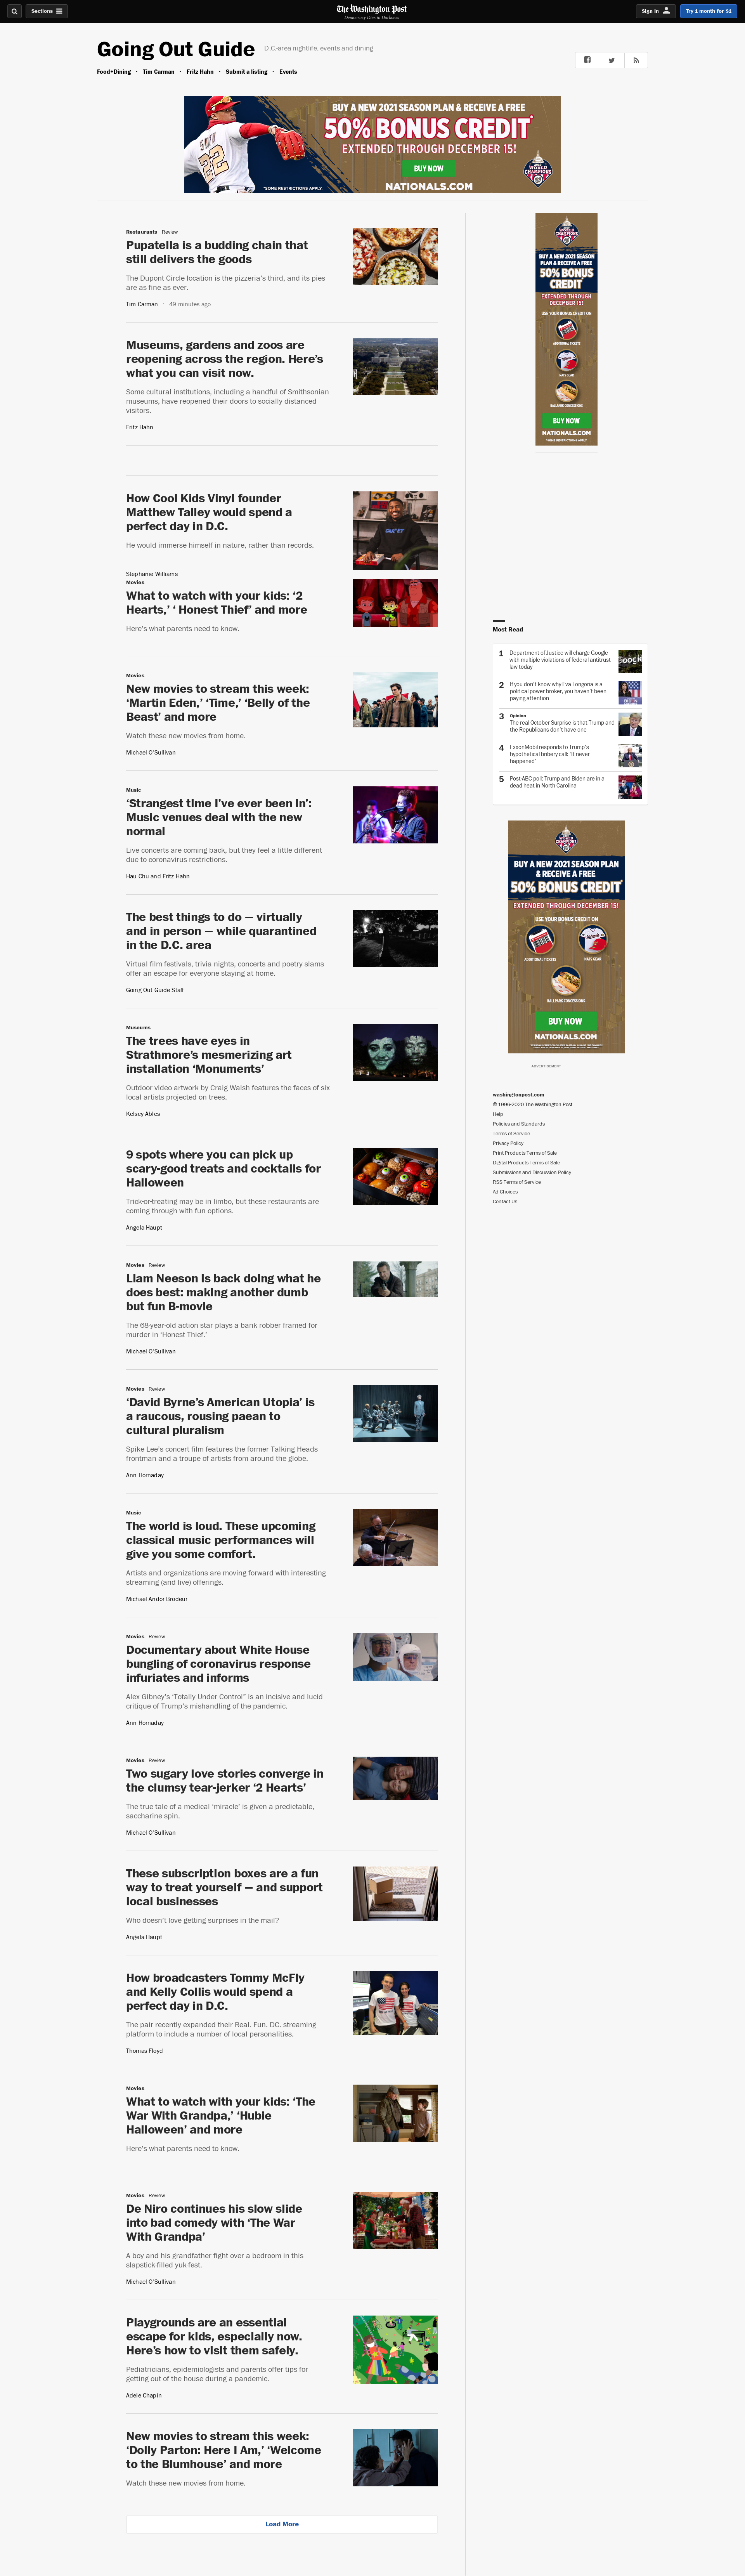 Sections
The Washington Post
Democracy Dies in Darkness
Sign In
Try 1 month for $1
Going Out Guide
D.C.-area nightlife, events and dining
Food+Dining • Tim Carman • Fritz Hahn • Submit a listing • Events
BUY A NEW 2021 SEASON PLAN & RECEIVE A FREE
50% BONUS CREDIT*
EXTENDED THROUGH DECEMBER 15!
BUY NOW
*SOME RESTRICTIONS APPLY.
NATIONALS.COM
WORLD CHAMPIONS
Restaurants Review
Pupatella is a budding chain that
still delivers the goods
The Dupont Circle location is the pizzeria's third, and its pies
are as fine as ever.
Tim Carman • 49 minutes ago
Museums, gardens and zoos are
reopening across the region. Here's
what you can visit now.
Some cultural institutions, including a handful of Smithsonian
museums, have reopened their doors to socially distanced
visitors.
Fritz Hahn
How Cool Kids Vinyl founder
Matthew Talley would spend a
perfect day in D.C.
He would immerse himself in nature, rather than records.
Stephanie Williams
Movies
What to watch with your kids: ‘2
Hearts,’ ‘ Honest Thief’ and more
Here's what parents need to know.
Movies
New movies to stream this week:
‘Martin Eden,’ ‘Time,’ ‘Belly of the
Beast’ and more
Watch these new movies from home.
Michael O'Sullivan
Music
‘Strangest time I've ever been in’:
Music venues deal with the new
normal
Live concerts are coming back, but they feel a little different
due to coronavirus restrictions.
Hau Chu and Fritz Hahn
The best things to do — virtually
and in person — while quarantined
in the D.C. area
Virtual film festivals, trivia nights, concerts and poetry slams
offer an escape for everyone staying at home.
Going Out Guide Staff
Museums
The trees have eyes in
Strathmore's mesmerizing art
installation ‘Monuments’
Outdoor video artwork by Craig Walsh features the faces of six
local artists projected on trees.
Kelsey Ables
9 spots where you can pick up
scary-good treats and cocktails for
Halloween
Trick-or-treating may be in limbo, but these restaurants are
coming through with fun options.
Angela Haupt
Movies Review
Liam Neeson is back doing what he
does best: making another dumb
but fun B-movie
The 68-year-old action star plays a bank robber framed for
murder in ‘Honest Thief.’
Michael O'Sullivan
Movies Review
‘David Byrne's American Utopia’ is
a raucous, rousing paean to
cultural pluralism
Spike Lee's concert film features the former Talking Heads
frontman and a troupe of artists from around the globe.
Ann Hornaday
Music
The world is loud. These upcoming
classical music performances will
give you some comfort.
Artists and organizations are moving forward with interesting
streaming (and live) offerings.
Michael Andor Brodeur
Movies Review
Documentary about White House
bungling of coronavirus response
infuriates and informs
Alex Gibney's ‘Totally Under Control” is an incisive and lucid
critique of Trump's mishandling of the pandemic.
Ann Hornaday
Movies Review
Two sugary love stories converge in
the clumsy tear-jerker ‘2 Hearts’
The true tale of a medical ‘miracle’ is given a predictable,
saccharine spin.
Michael O'Sullivan
These subscription boxes are a fun
way to treat yourself — and support
local businesses
Who doesn't love getting surprises in the mail?
Angela Haupt
How broadcasters Tommy McFly
and Kelly Collis would spend a
perfect day in D.C.
The pair recently expanded their Real. Fun. DC. streaming
platform to include a number of local personalities.
Thomas Floyd
Movies
What to watch with your kids: ‘The
War With Grandpa,’ ‘Hubie
Halloween’ and more
Here's what parents need to know.
Movies Review
De Niro continues his slow slide
into bad comedy with ‘The War
With Grandpa’
A boy and his grandfather fight over a bedroom in this
slapstick-filled yuk-fest.
Michael O'Sullivan
Playgrounds are an essential
escape for kids, especially now.
Here's how to visit them safely.
Pediatricians, epidemiologists and parents offer tips for
getting out of the house during a pandemic.
Adele Chapin
New movies to stream this week:
‘Dolly Parton: Here I Am,’ ‘Welcome
to the Blumhouse’ and more
Watch these new movies from home.
Load More
WORLD CHAMPIONS
BUY A NEW 2021 SEASON
PLAN & RECEIVE A FREE
50% BONUS
CREDIT*
EXTENDED THROUGH
DECEMBER 15!
USE YOUR BONUS CREDIT ON
ADDITIONAL TICKETS
NATS GEAR
BALLPARK CONCESSIONS
BUY NOW
NATIONALS.COM
*SOME RESTRICTIONS APPLY.
Most Read
1 Department of Justice will charge Google
with multiple violations of federal antitrust
law today
2 If you don't know why Eva Longoria is a
political power broker, you haven't been
paying attention
3 Opinion
The real October Surprise is that Trump and
the Republicans don't have one
4 ExxonMobil responds to Trump's
hypothetical bribery call: ‘It never
happened’
5 Post-ABC poll: Trump and Biden are in a
dead heat in North Carolina
WORLD CHAMPIONS
BUY A NEW 2021 SEASON PLAN
& RECEIVE A FREE
50% BONUS CREDIT*
EXTENDED THROUGH DECEMBER 15!
USE YOUR BONUS CREDIT ON
ADDITIONAL TICKETS
NATS GEAR
BALLPARK CONCESSIONS
BUY NOW
NATIONALS.COM
ADVERTISEMENT
washingtonpost.com
© 1996-2020 The Washington Post
Help
Policies and Standards
Terms of Service
Privacy Policy
Print Products Terms of Sale
Digital Products Terms of Sale
Submissions and Discussion Policy
RSS Terms of Service
Ad Choices
Contact Us